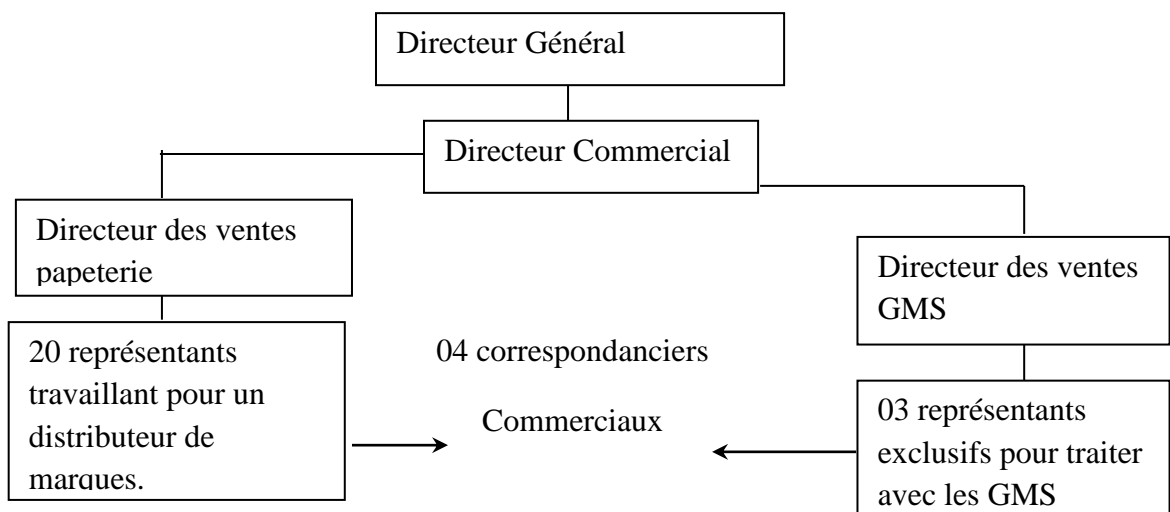 Directeur Général
Directeur Commercial
Directeur des ventes
papeterie
Directeur des ventes
GMS
20 représentants
travaillant pour un
distributeur de
marques.
04 correspondanciers
Commerciaux
03 représentants
exclusifs pour traiter
avec les GMS